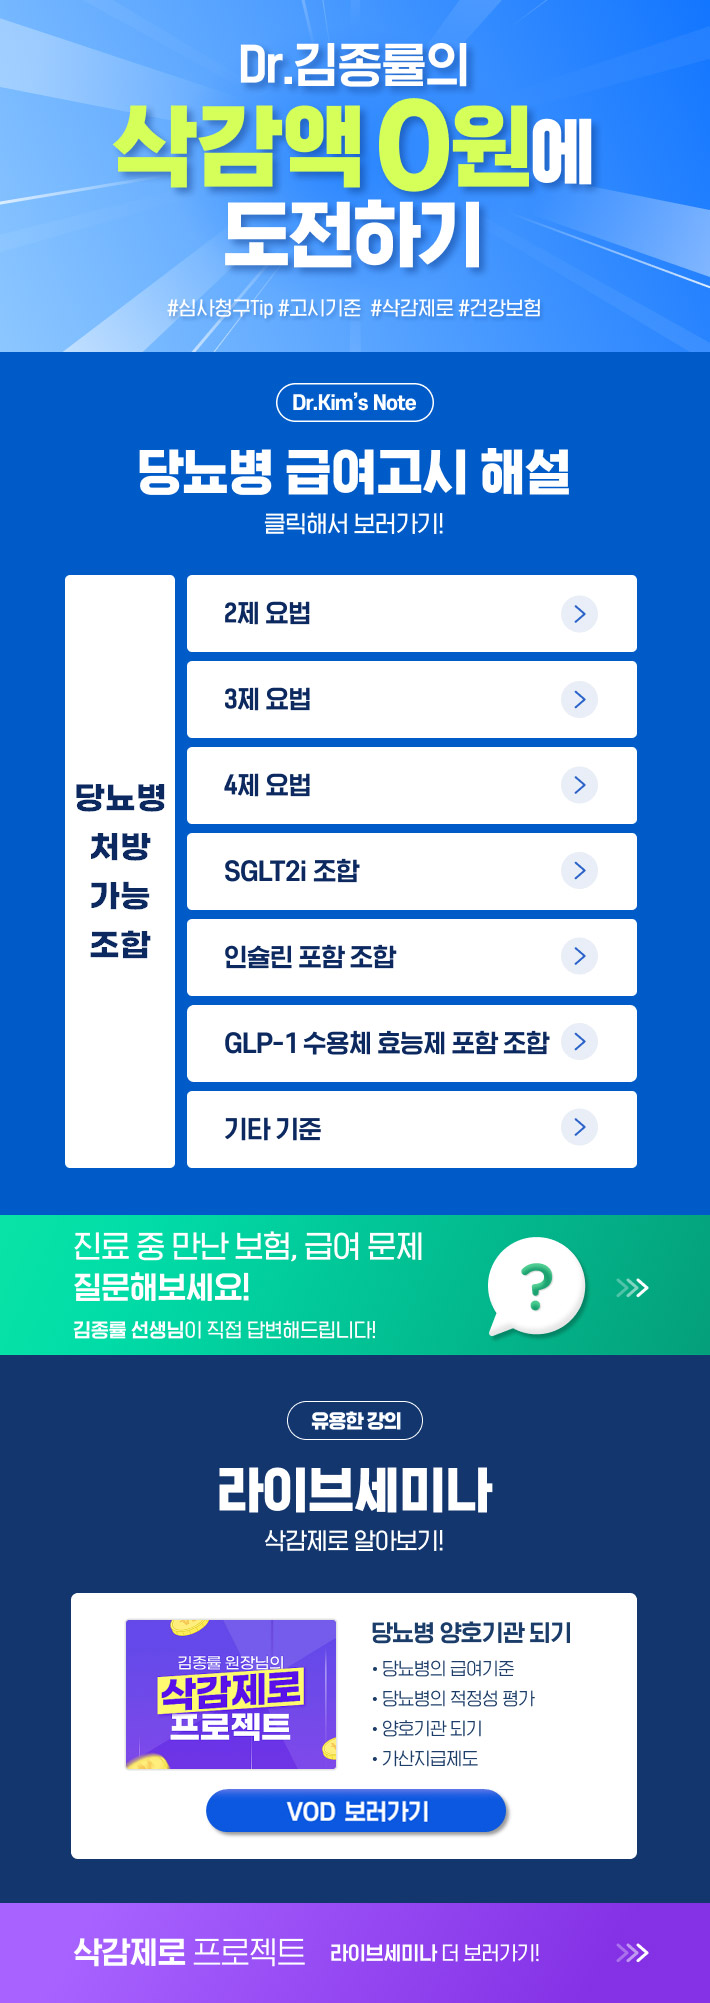 Dr.김종률의
삭감액 0원에
도전하기
#심사청구Tip #고시기준 #삭감제로 #건강보험
Dr.Kim's Note
당뇨병 급여고시 해설
클릭해서 보러가기!
당뇨병
처방
가능
조합
2제 요법
3제 요법
4제 요법
SGLT2i 조합
인슐린 포함 조합
GLP-1 수용체 효능제 포함 조합
기타 기준
진료 중 만난 보험, 급여 문제
질문해보세요!
김종률 선생님이 직접 답변해드립니다!
?
유용한 강의
라이브세미나
삭감제로 알아보기!
김종률 원장님의
삭감제로
프로젝트
당뇨병 양호기관 되기
• 당뇨병의 급여기준
• 당뇨병의 적정성 평가
• 양호기관 되기
• 가산지급제도
VOD 보러가기
삭감제로 프로젝트 라이브세미나 더 보러가기!